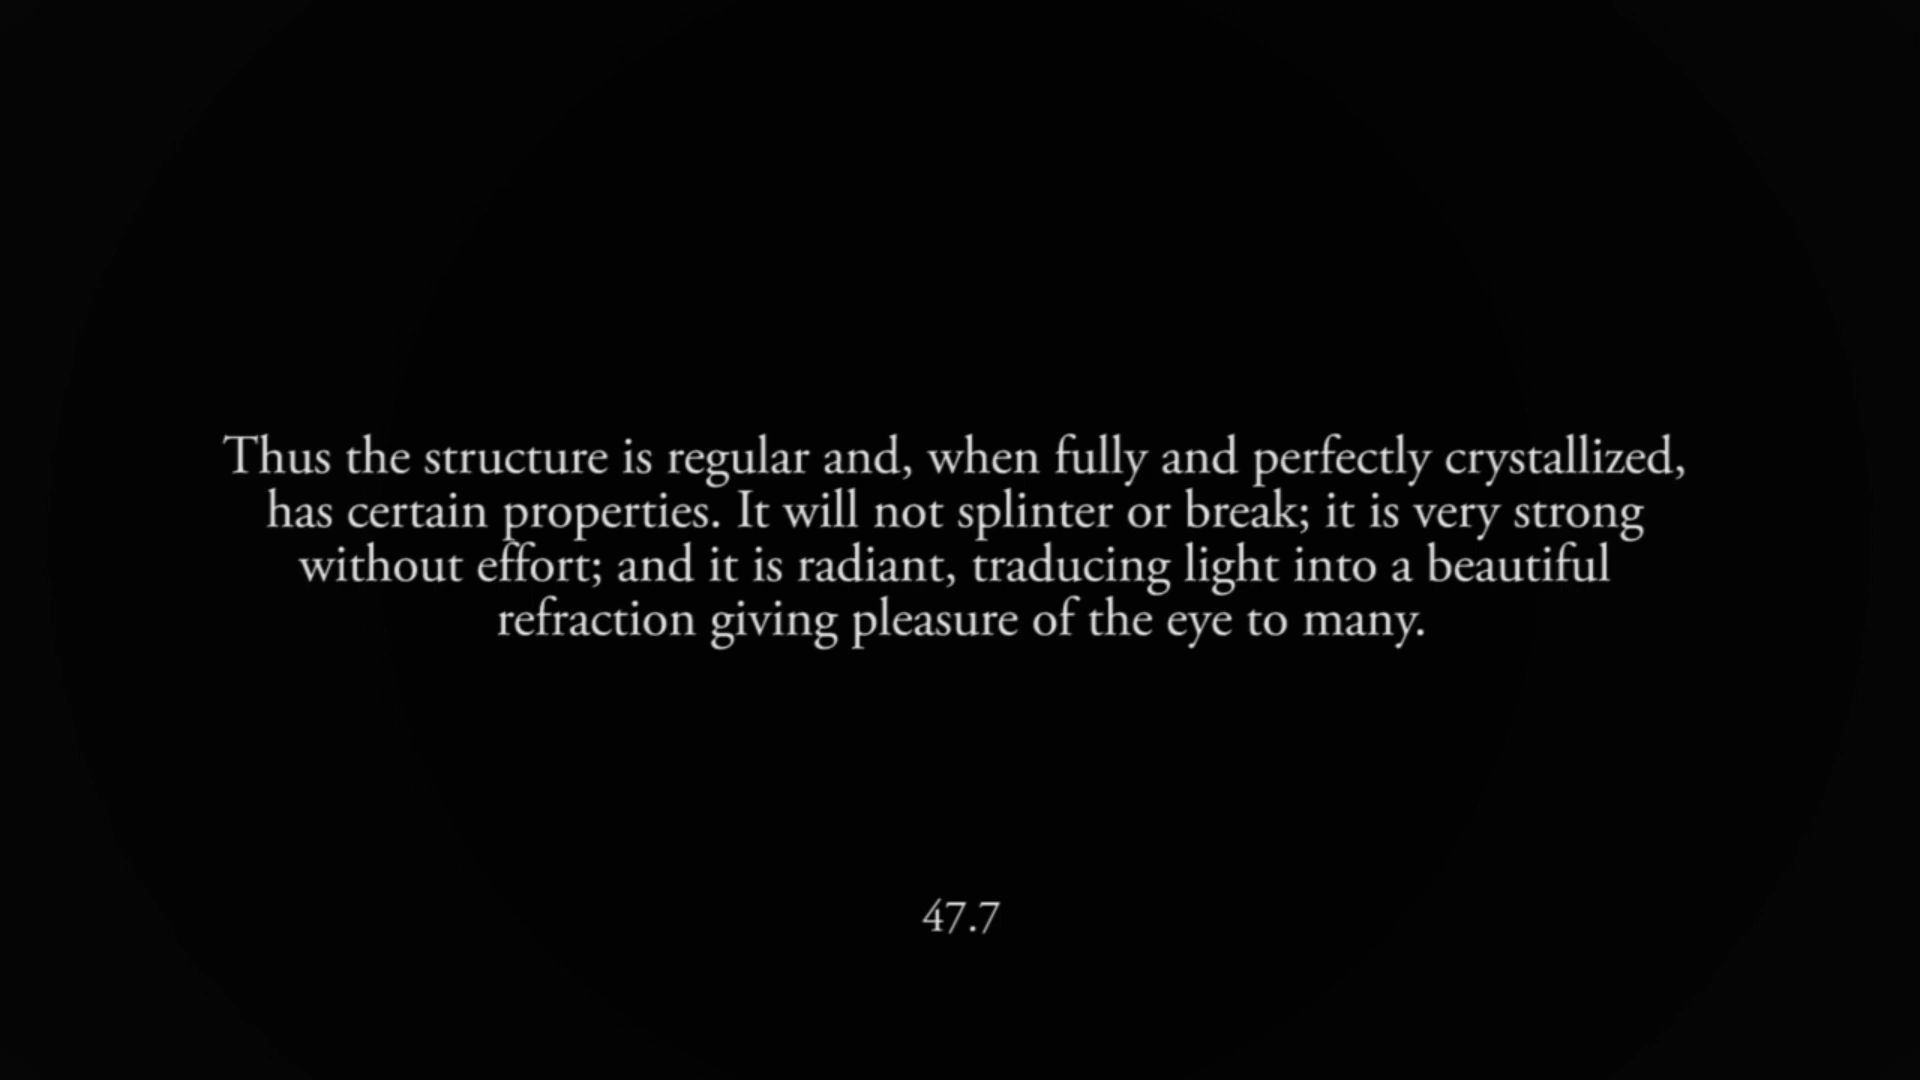 Thus the structure is regular and, when fully and perfectly crystallized,
has certain properties. It will not splinter or break; it is very strong
without effort; and it is radiant, traducing light into a beautiful
refraction giving pleasure of the eye to many.
47.7